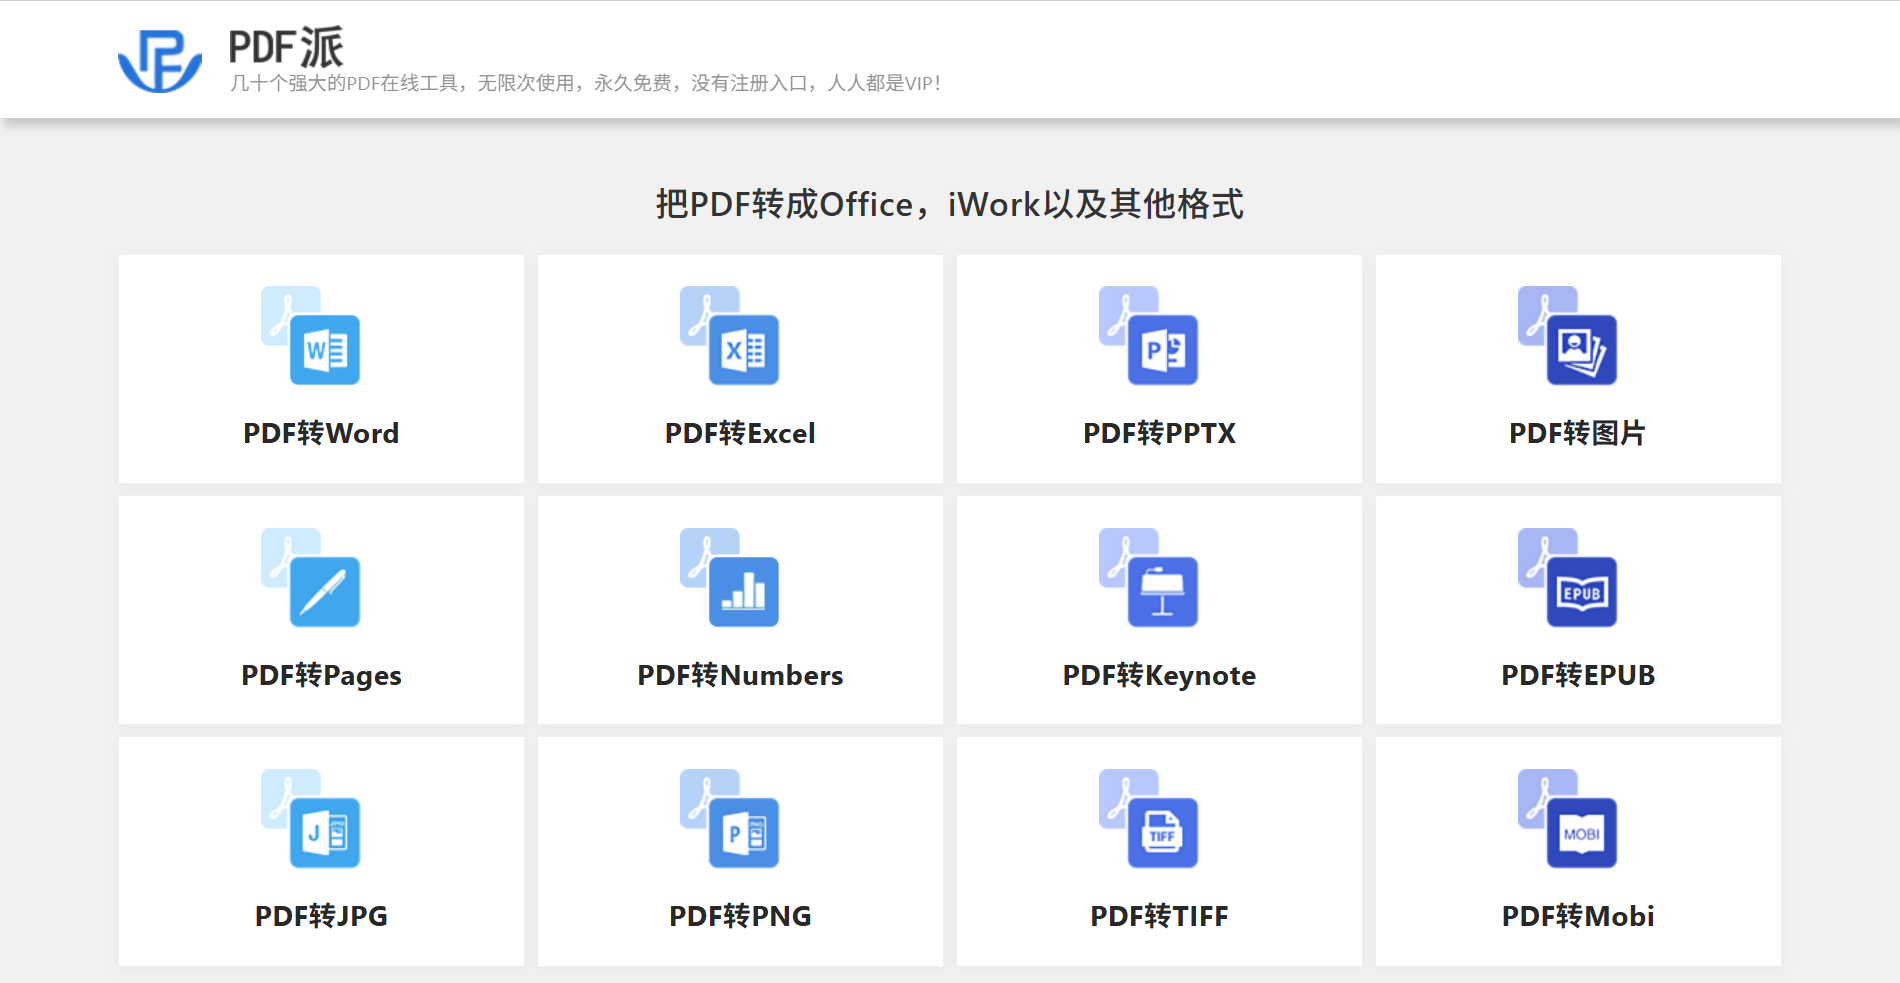 PDF派
几十个强大的PDF在线工具，无限次使用，永久免费，没有注册入口，人人都是VIP！
把PDF转成Office，iWork以及其他格式
W
X
P
PDF转Word
PDF转Excel
PDF转PPTX
PDF转图片
EPUB
PDF转Pages
PDF转Numbers
PDF转Keynote
PDF转EPUB
J
P
TIFF
MOBI
PDF转JPG
PDF转PNG
PDF转TIFF
PDF转Mobi